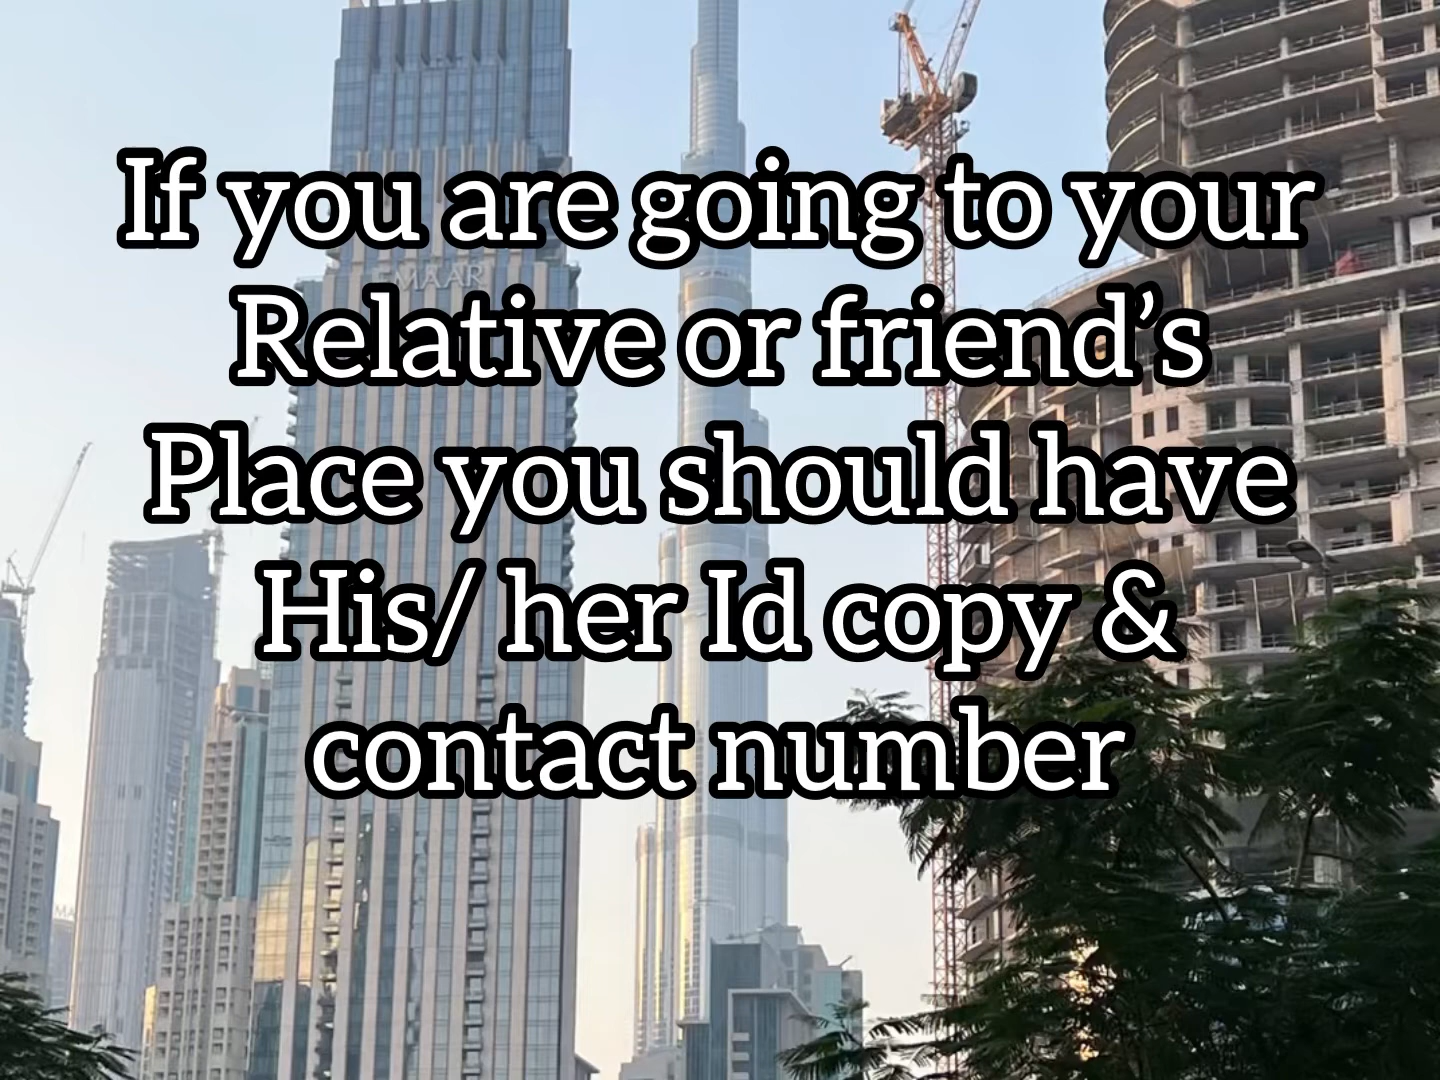 If you are going to your
Relative or friend’s
Place you should have
His/ her Id copy &
contact number
MAAR